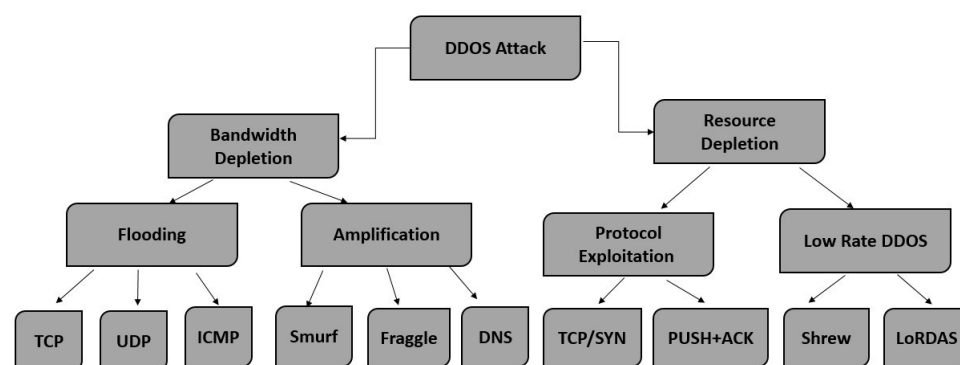 DDOS Attack
Bandwidth
Depletion
Resource
Depletion
Flooding
Amplification
Protocol
Exploitation
Low Rate DDOS
TCP
UDP
ICMP
Smurf
Fraggle
DNS
TCP/SYN
PUSH+ACK
Shrew
LoRDAS